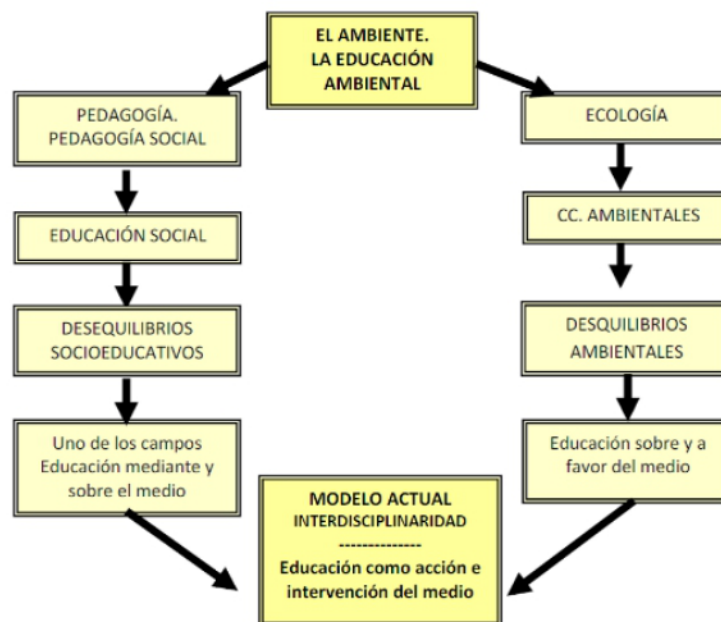 EL AMBIENTE.
LA EDUCACIÓN
AMBIENTAL
PEDAGOGÍA.
PEDAGOGÍA SOCIAL
ECOLOGÍA
EDUCACIÓN SOCIAL
CC. AMBIENTALES
DESEQUILIBRIOS
SOCIOEDUCATIVOS
DESQUILIBRIOS
AMBIENTALES
Uno de los campos
Educación mediante y
sobre el medio
Educación sobre y a
favor del medio
MODELO ACTUAL
INTERDISCIPLINARIDAD
--------------
Educación como acción e
intervención del medio